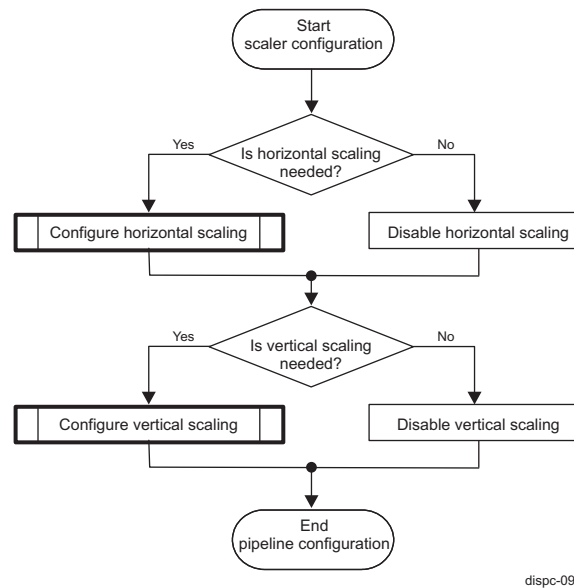 Start
scaler configuration
Yes
No
Is horizontal scaling
needed?
Configure horizontal scaling
Disable horizontal scaling
Yes
No
Is vertical scaling
needed?
Configure vertical scaling
Disable vertical scaling
End
pipeline configuration
dispc-09